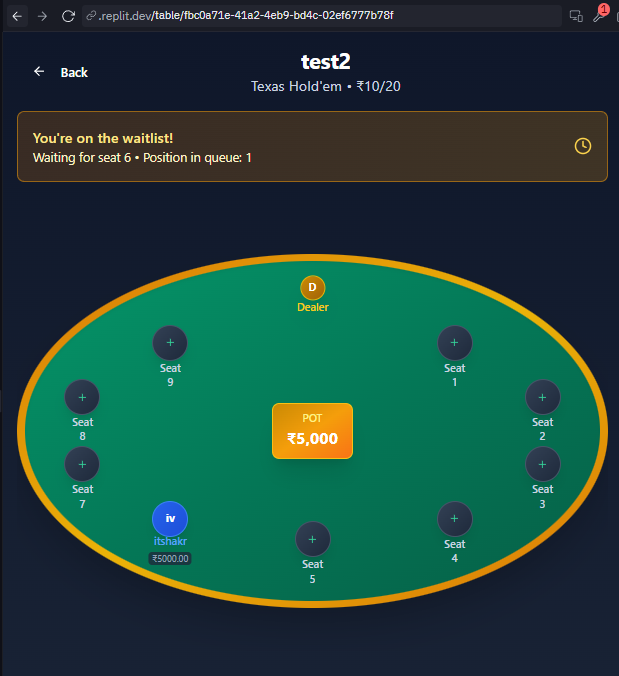 .replit.dev/table/fbc0a71e-41a2-4eb9-bd4c-02ef6777b78f
1
Back
test2
Texas Hold'em • ₹10/20
You're on the waitlist!
Waiting for seat 6 • Position in queue: 1
D
Dealer
+
Seat
9
+
Seat
1
+
Seat
8
+
Seat
2
POT
₹5,000
+
Seat
7
+
Seat
3
iv
itshakr
₹5000.00
+
Seat
5
+
Seat
4